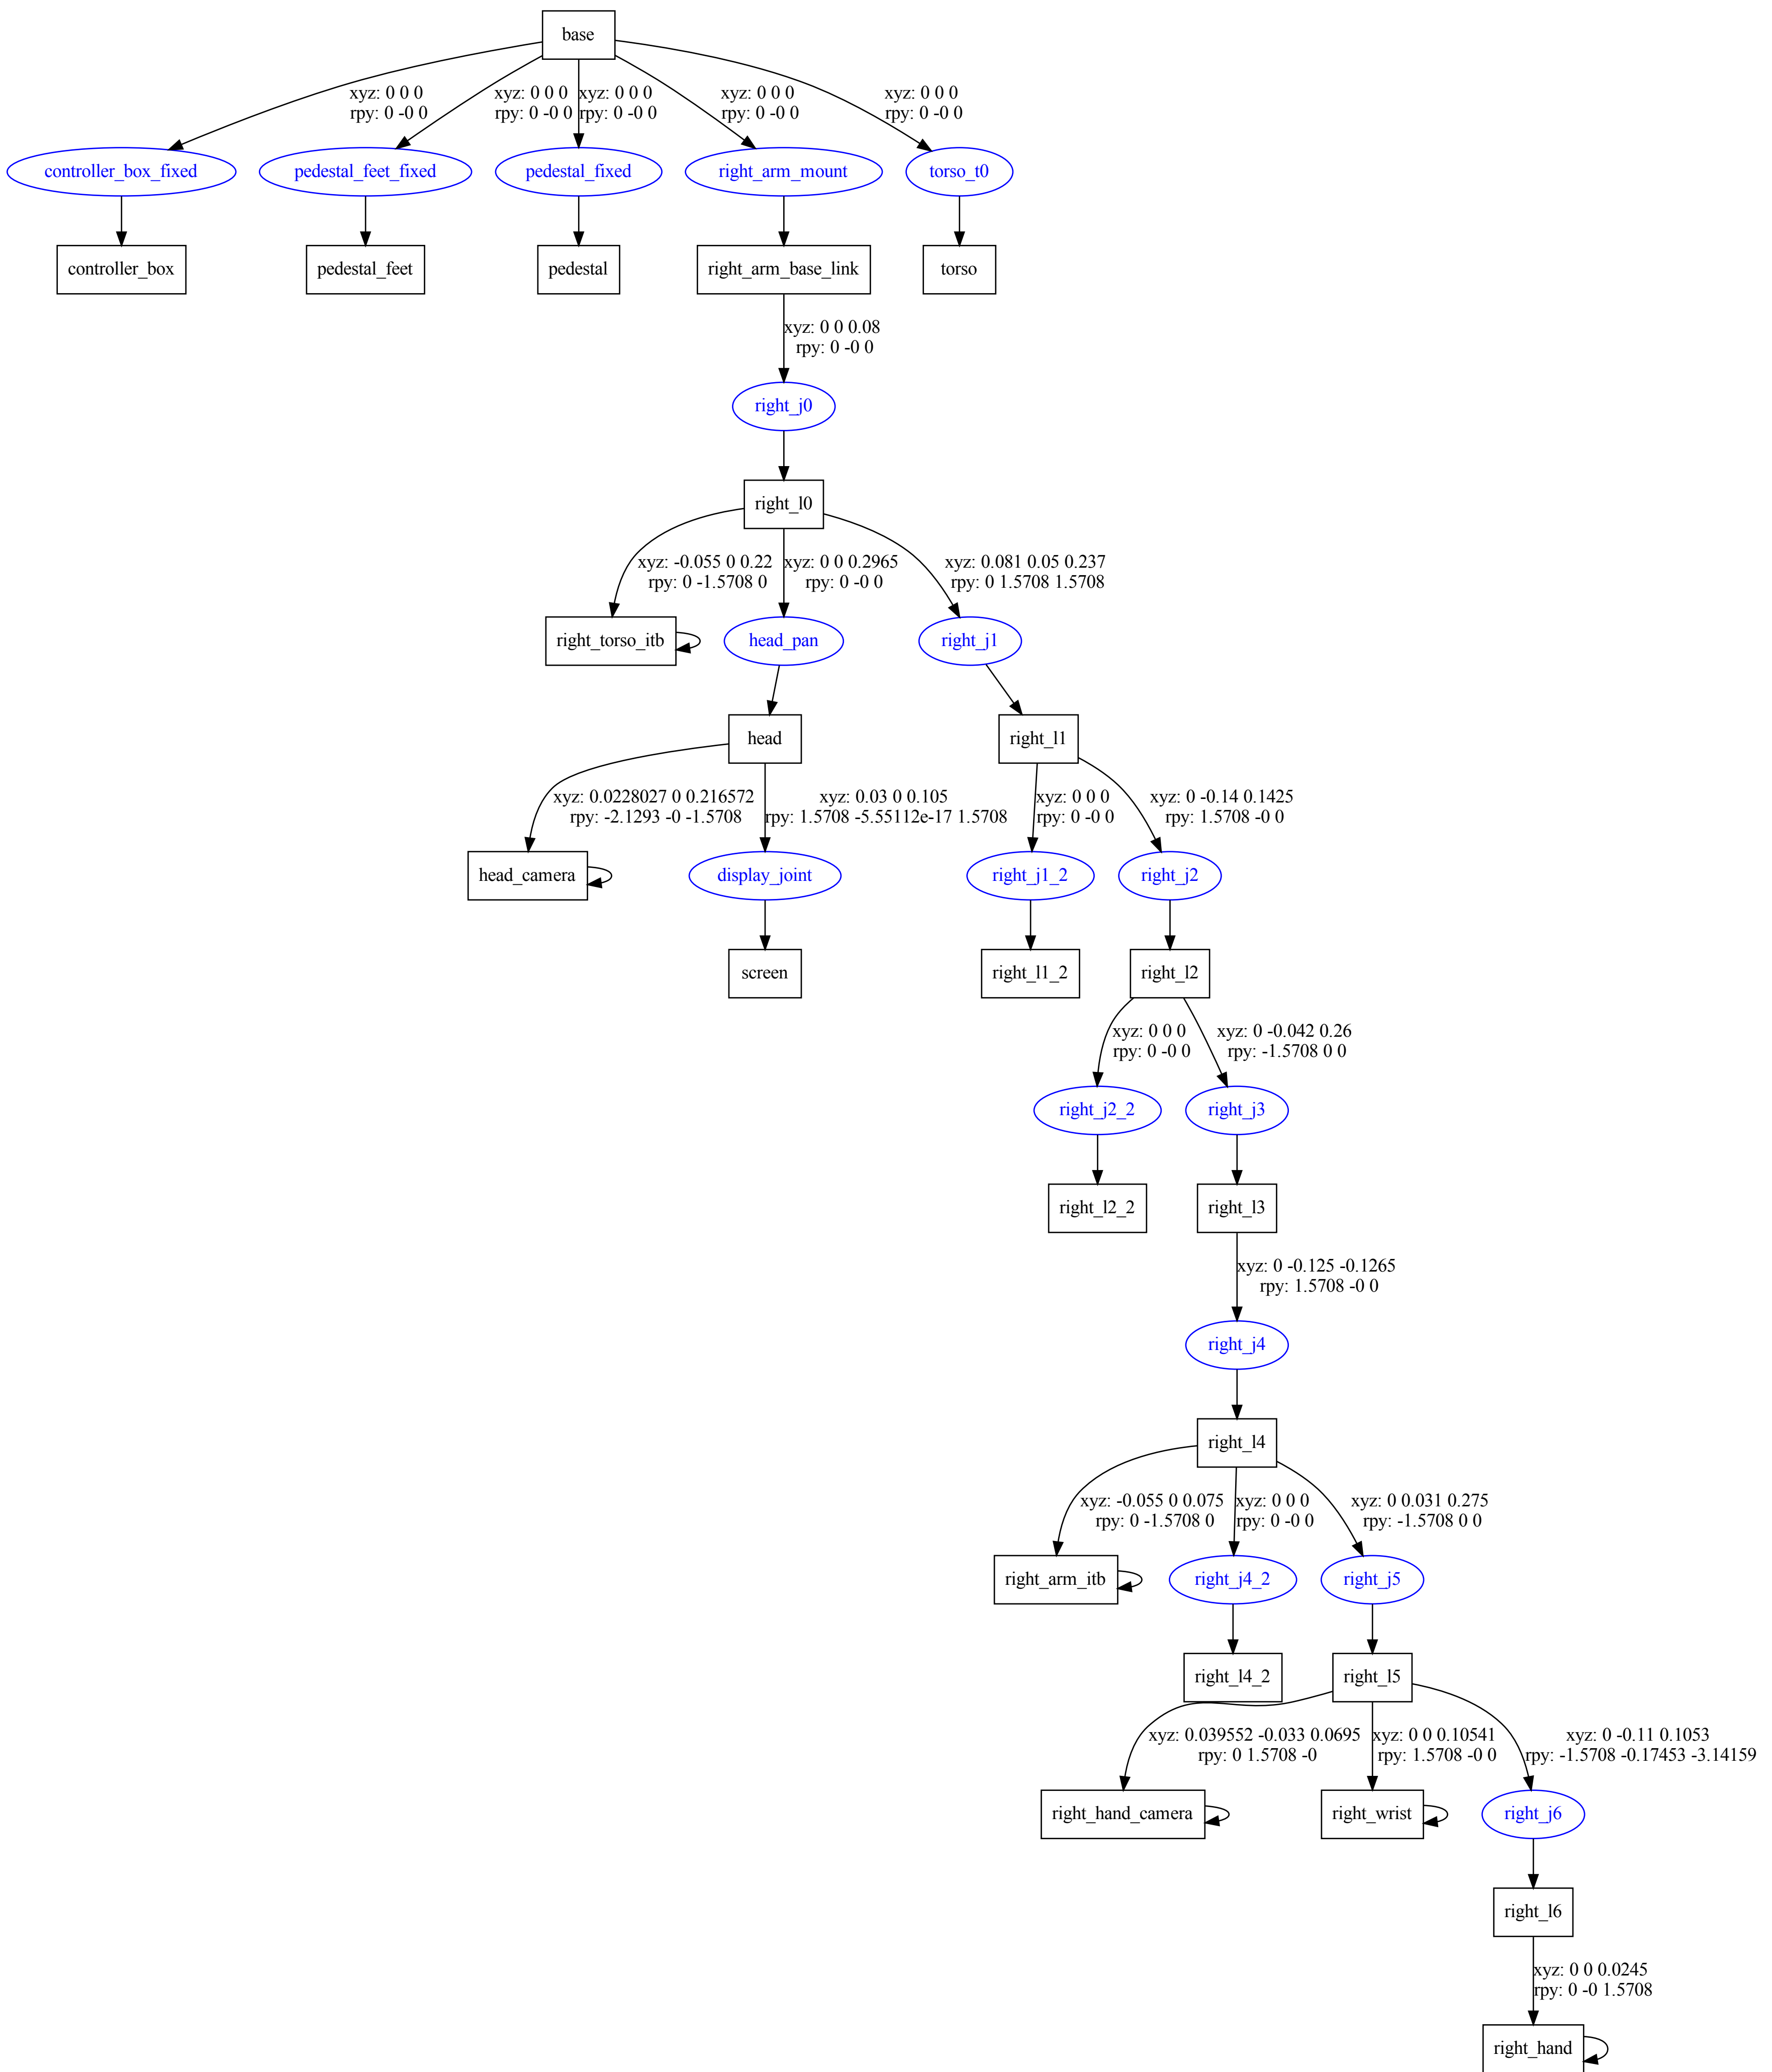 base
xyz: 0 0 0
rpy: 0 -0 0
xyz: 0 0 0
rpy: 0 -0 0
xyz: 0 0 0
rpy: 0 -0 0
xyz: 0 0 0
rpy: 0 -0 0
xyz: 0 0 0
rpy: 0 -0 0
controller_box_fixed
pedestal_feet_fixed
pedestal_fixed
right_arm_mount
torso_t0
controller_box
pedestal_feet
pedestal
right_arm_base_link
torso
xyz: 0 0 0.08
rpy: 0 -0 0
right_j0
right_l0
xyz: -0.055 0 0.22
rpy: 0 -1.5708 0
xyz: 0 0 0.2965
rpy: 0 -0 0
xyz: 0.081 0.05 0.237
rpy: 0 1.5708 1.5708
right_torso_itb
head_pan
right_j1
head
right_l1
xyz: 0.0228027 0 0.216572
rpy: -2.1293 -0 -1.5708
xyz: 0.03 0 0.105
rpy: 1.5708 -5.55112e-17 1.5708
xyz: 0 0 0
rpy: 0 -0 0
xyz: 0 -0.14 0.1425
rpy: 1.5708 -0 0
head_camera
display_joint
right_j1_2
right_j2
screen
right_l1_2
right_l2
xyz: 0 0 0
rpy: 0 -0 0
xyz: 0 -0.042 0.26
rpy: -1.5708 0 0
right_j2_2
right_j3
right_l2_2
right_l3
xyz: 0 -0.125 -0.1265
rpy: 1.5708 -0 0
right_j4
right_l4
xyz: -0.055 0 0.075
rpy: 0 -1.5708 0
xyz: 0 0 0
rpy: 0 -0 0
xyz: 0 0.031 0.275
rpy: -1.5708 0 0
right_arm_itb
right_j4_2
right_j5
right_l4_2
right_l5
xyz: 0.039552 -0.033 0.0695
rpy: 0 1.5708 -0
xyz: 0 0 0.10541
rpy: 1.5708 -0 0
xyz: 0 -0.11 0.1053
rpy: -1.5708 -0.17453 -3.14159
right_hand_camera
right_wrist
right_j6
right_l6
xyz: 0 0 0.0245
rpy: 0 -0 1.5708
right_hand